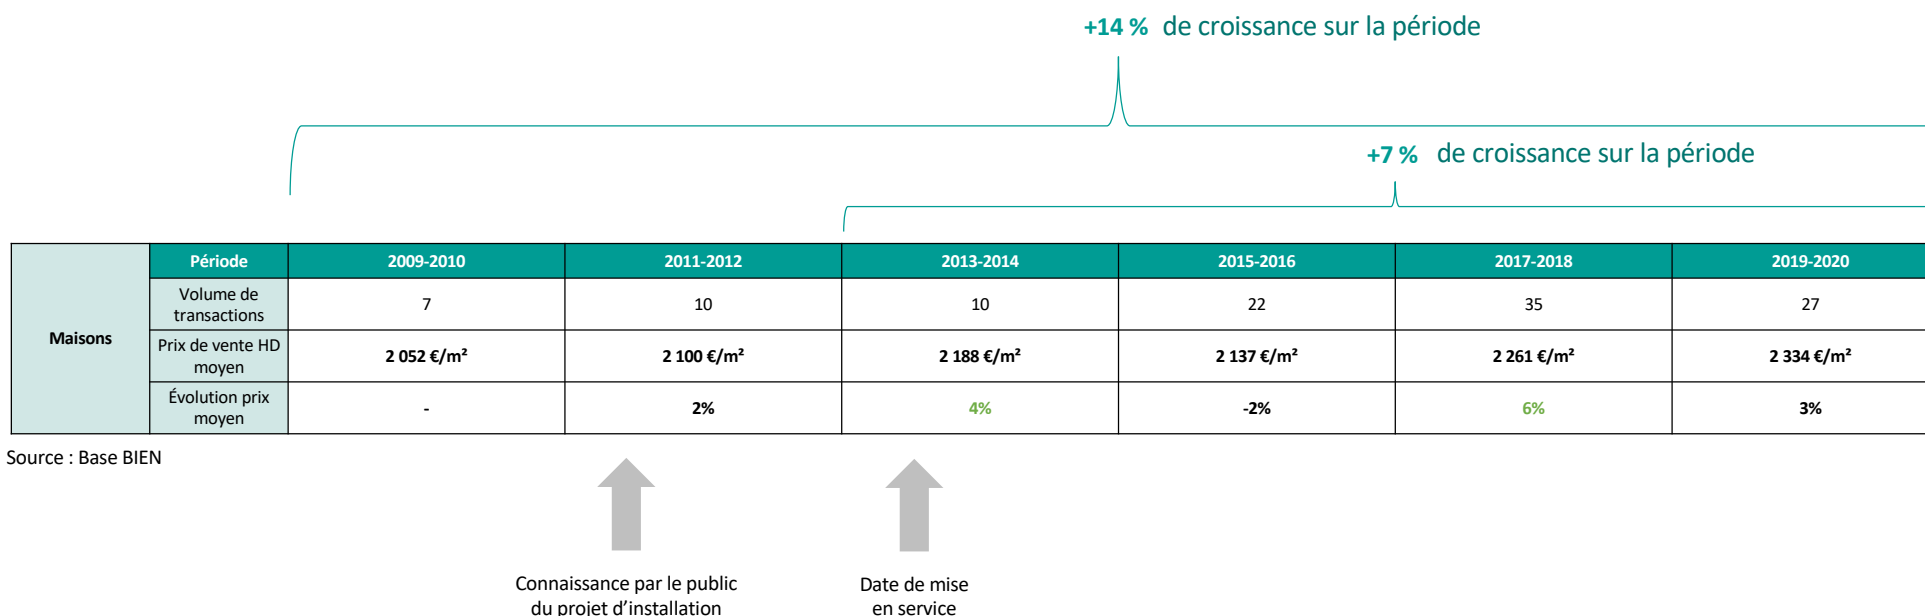 +14 % de croissance sur la période
+7 % de croissance sur la période
Maisons
Période 2009-2010 2011-2012 2013-2014 2015-2016 2017-2018 2019-2020
Volume de
transactions 7 10 10 22 35 27
Prix de vente HD
moyen 2 052 €/m² 2 100 €/m² 2 188 €/m² 2 137 €/m² 2 261 €/m² 2 334 €/m²
Évolution prix
moyen - 2% 4% -2% 6% 3%
Source : Base BIEN
Connaissance par le public
du projet d'installation
Date de mise
en service